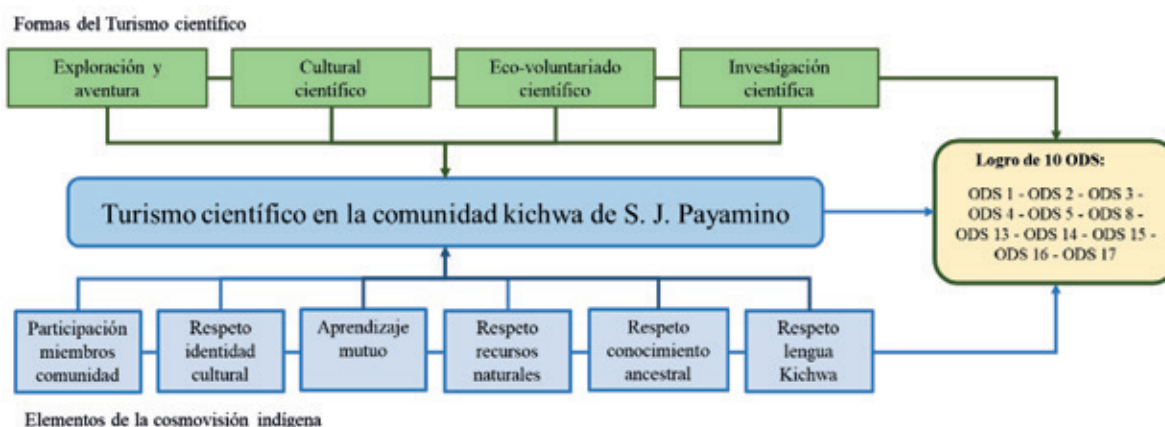 Formas del Turismo científico
Exploración y
aventura
Cultural
científico
Eco-voluntariado
científico
Investigación
científica
Logro de 10 ODS:
ODS 1 - ODS 2 - ODS 3 -
ODS 4 - ODS 5 - ODS 8 -
ODS 13 - ODS 14 - ODS 15 -
ODS 16 - ODS 17
Turismo científico en la comunidad kichwa de S. J. Payamino
Participación
miembros
comunidad
Respeto
identidad
cultural
Aprendizaje
mutuo
Respeto
recursos
naturales
Respeto
conocimiento
ancestral
Respeto
lengua
Kichwa
Elementos de la cosmovisión indígena